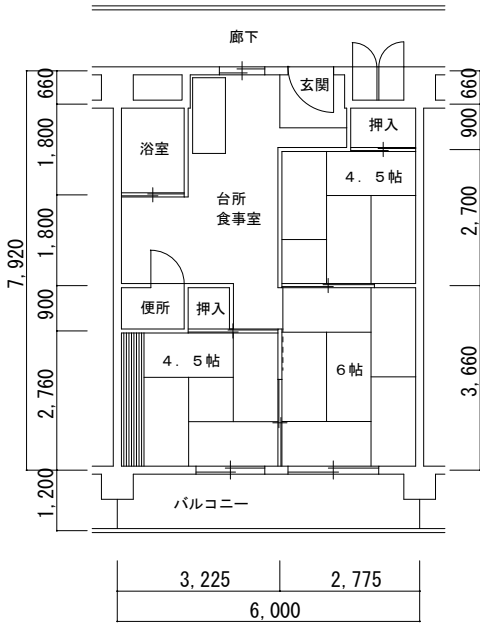 廊下
玄関
押入
浴室
4．5帖
台所
食事室
便所
押入
4．5帖
6帖
バルコニー
660
1,800
1,800
900
2,760
1,200
7,920
660
900
2,700
3,660
3,225
2,775
6,000